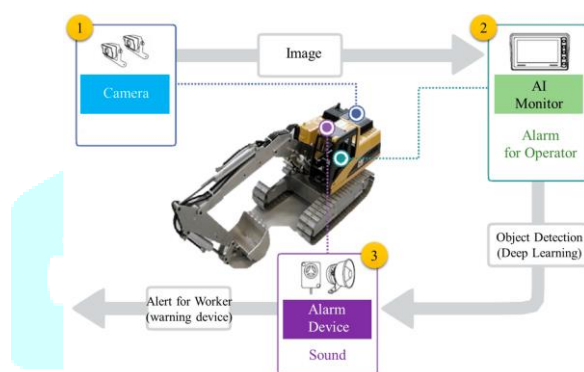 1
Camera
Image
2
AI
Monitor
Alarm
for Operator
Object Detection
(Deep Learning)
3
Alarm
Device
Sound
Alert for Worker
(warning device)